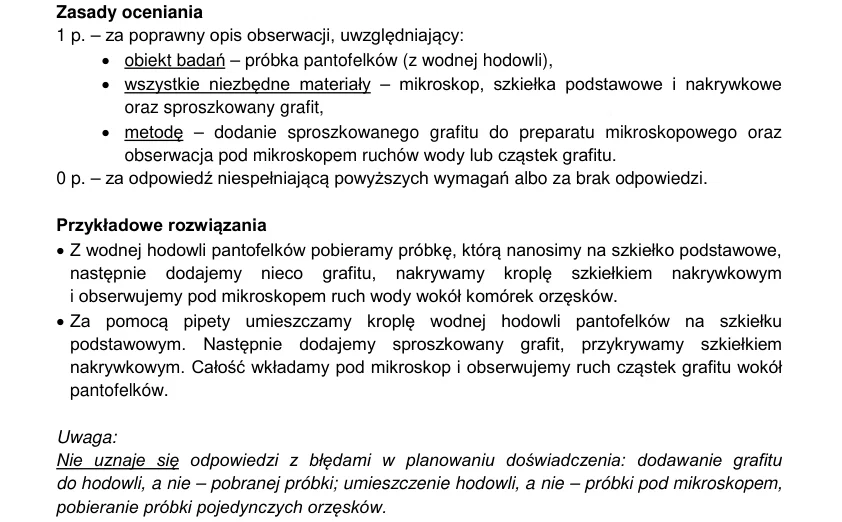 Zasady oceniania
1 p. – za poprawny opis obserwacji, uwzględniający:
• obiekt badań – próbka pantofelków (z wodnej hodowli),
• wszystkie niezbędne materiały – mikroskop, szkiełka podstawowe i nakrywkowe
oraz sproszkowany grafit,
• metodę – dodanie sproszkowanego grafitu do preparatu mikroskopowego oraz
obserwacja pod mikroskopem ruchów wody lub cząstek grafitu.
0 p. – za odpowiedź niespełniającą powyższych wymagań albo za brak odpowiedzi.
Przykładowe rozwiązania
• Z wodnej hodowli pantofelków pobieramy próbkę, którą nanosimy na szkiełko podstawowe,
następnie dodajemy nieco grafitu, nakrywamy kroplę szkiełkiem nakrywkowym
i obserwujemy pod mikroskopem ruch wody wokół komórek orzęsków.
• Za pomocą pipety umieszczamy kroplę wodnej hodowli pantofelków na szkiełku
podstawowym. Następnie dodajemy sproszkowany grafit, przykrywamy szkiełkiem
nakrywkowym. Całość wkładamy pod mikroskop i obserwujemy ruch cząstek grafitu wokół
pantofelków.
Uwaga:
Nie uznaje się odpowiedzi z błędami w planowaniu doświadczenia: dodawanie grafitu
do hodowli, a nie – pobranej próbki; umieszczenie hodowli, a nie – próbki pod mikroskopem,
pobieranie próbki pojedynczych orzęsków.